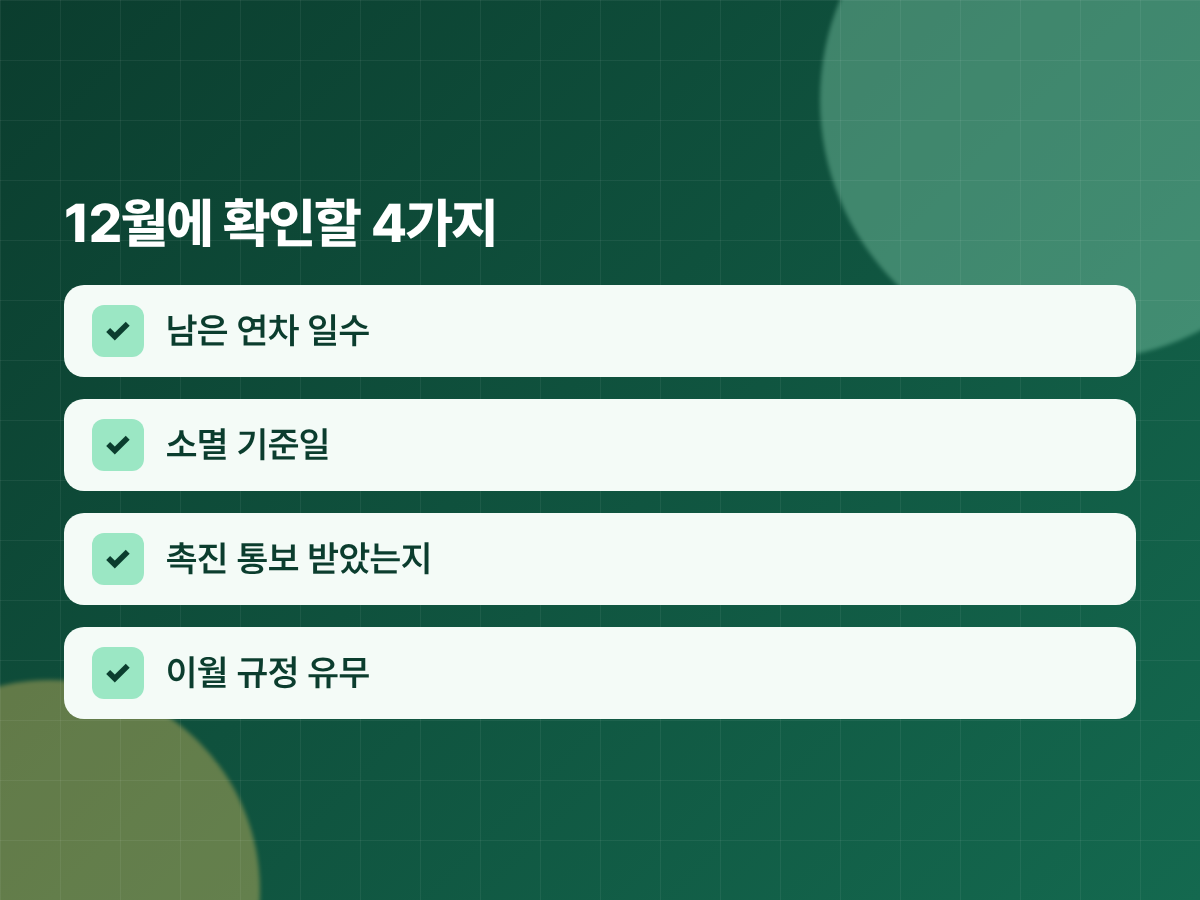 12월에 확인할 4가지
남은 연차 일수
소멸 기준일
촉진 통보 받았는지
이월 규정 유무